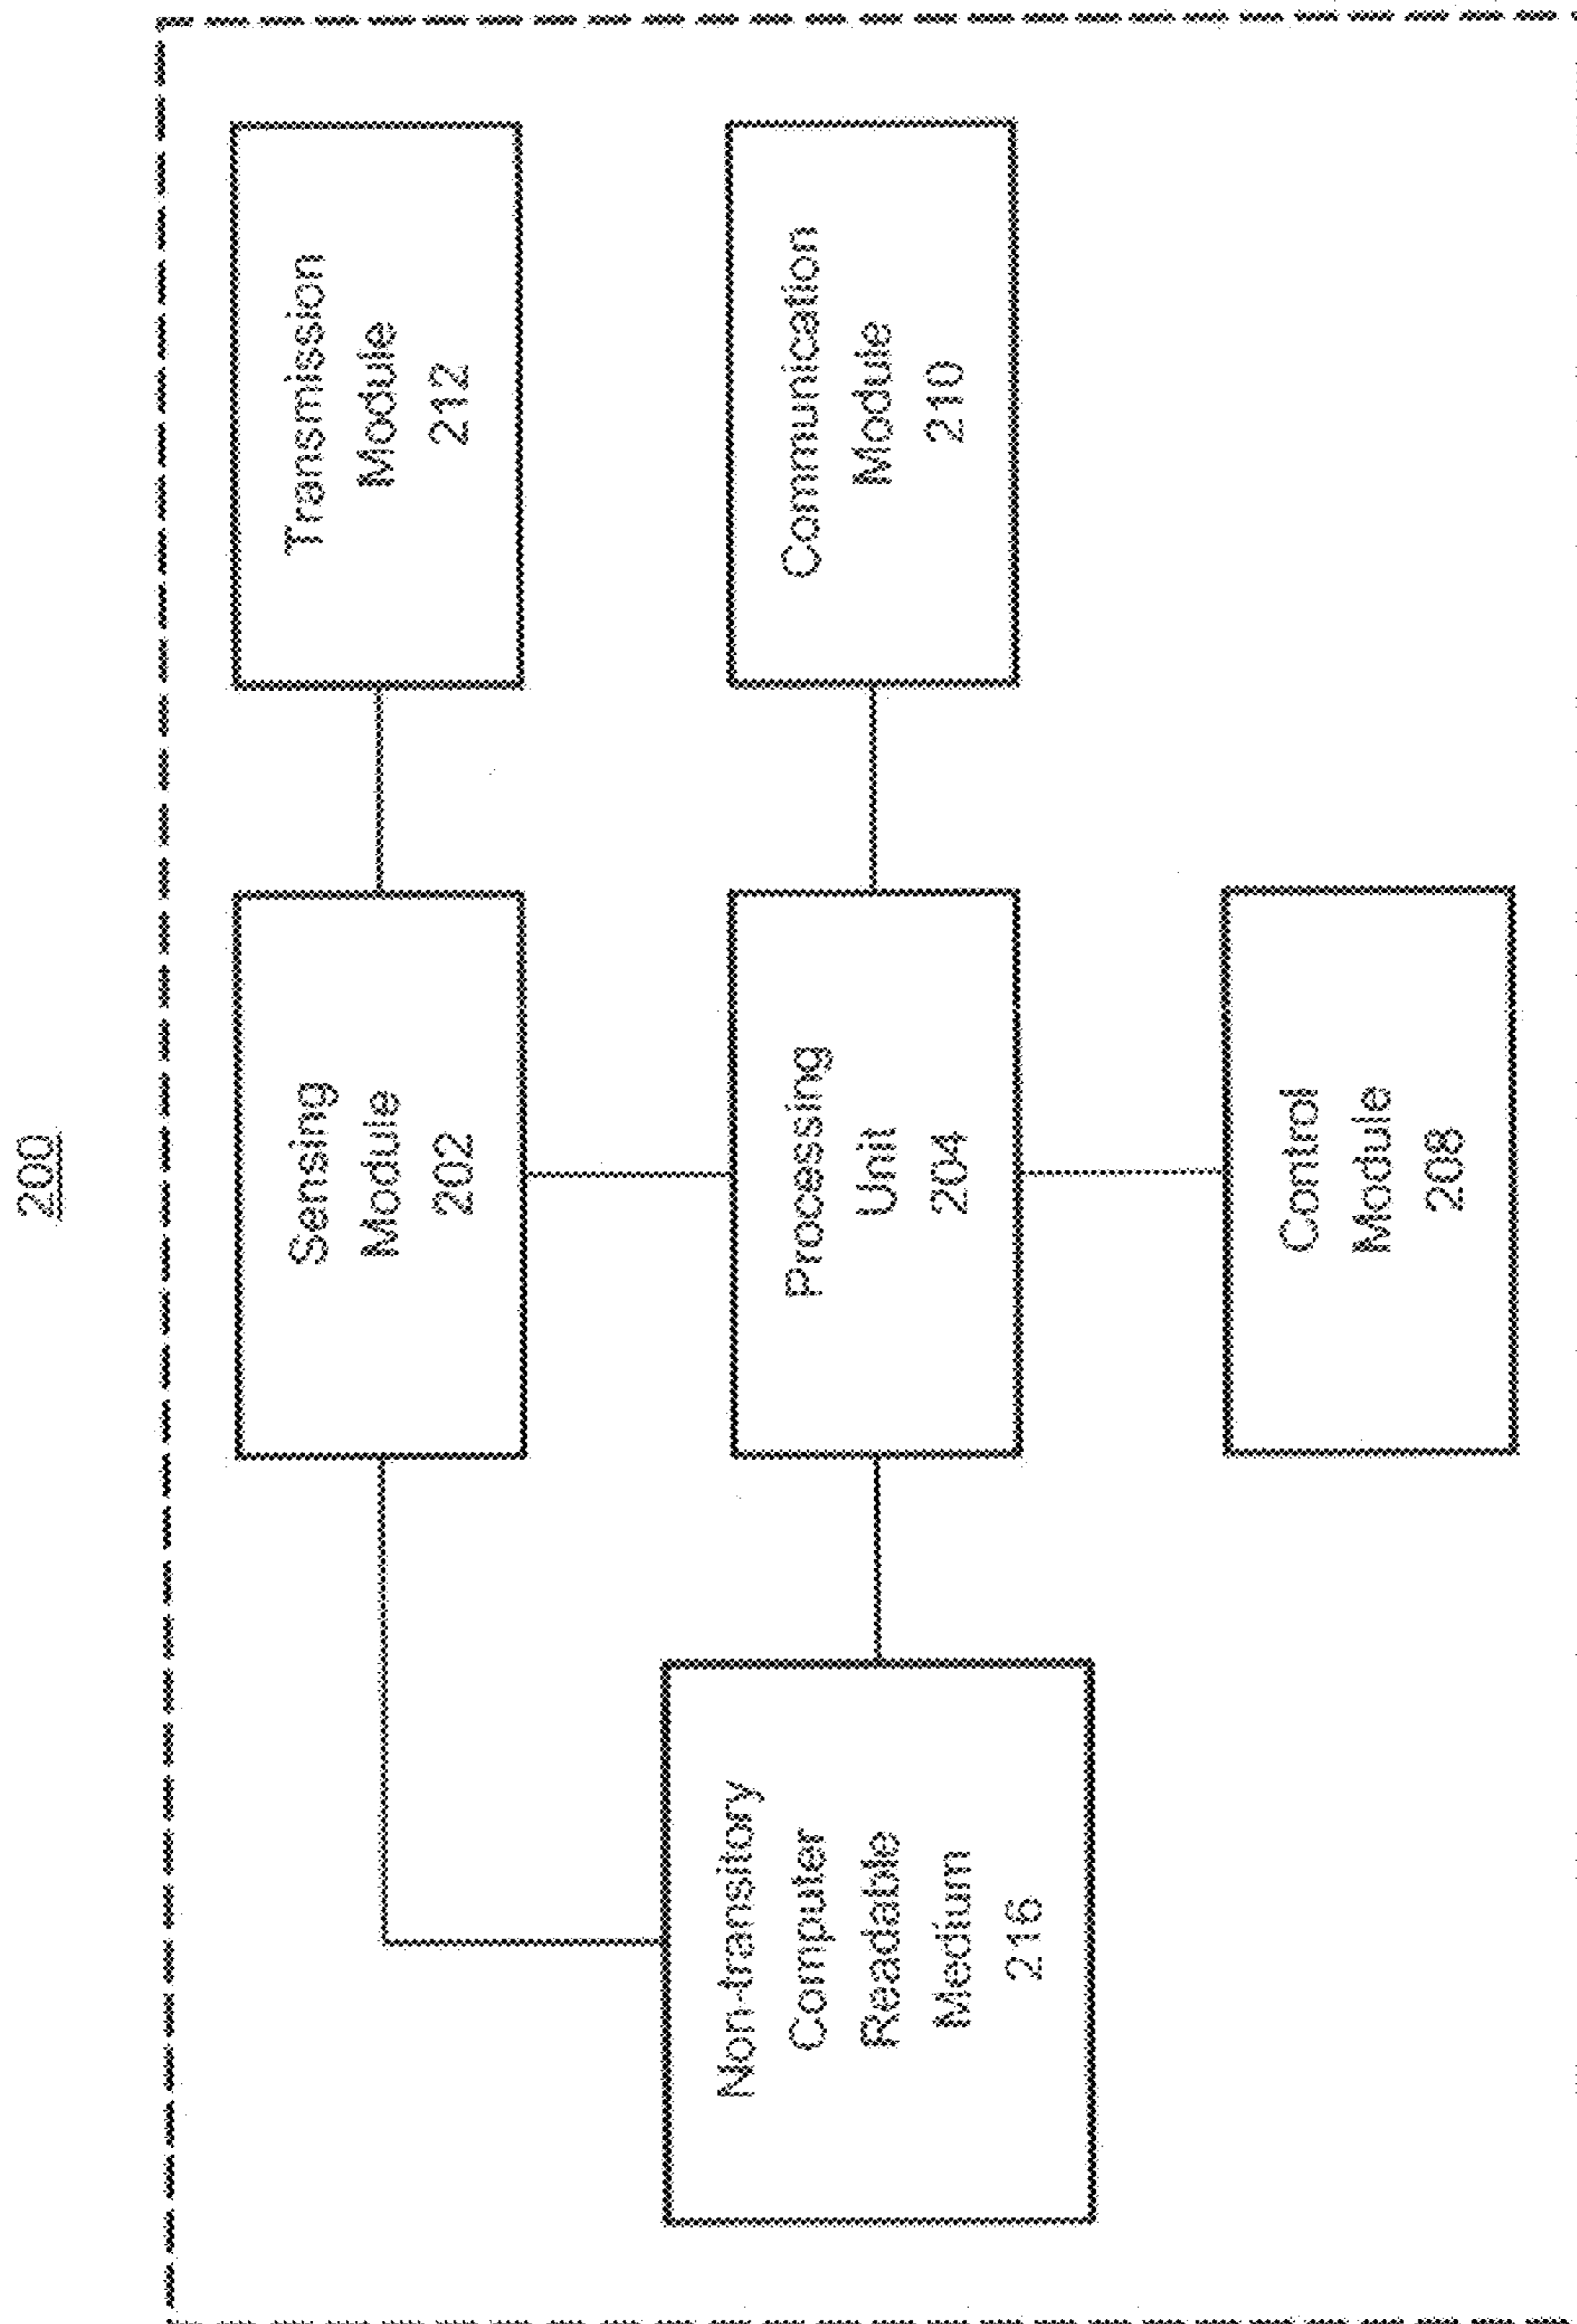 200
Sensing
Module
202
Transmission
Module
212
Non-transitory
Computer
Readable
Medium
216
Processing
Unit
204
Communication
Module
210
Control
Module
208